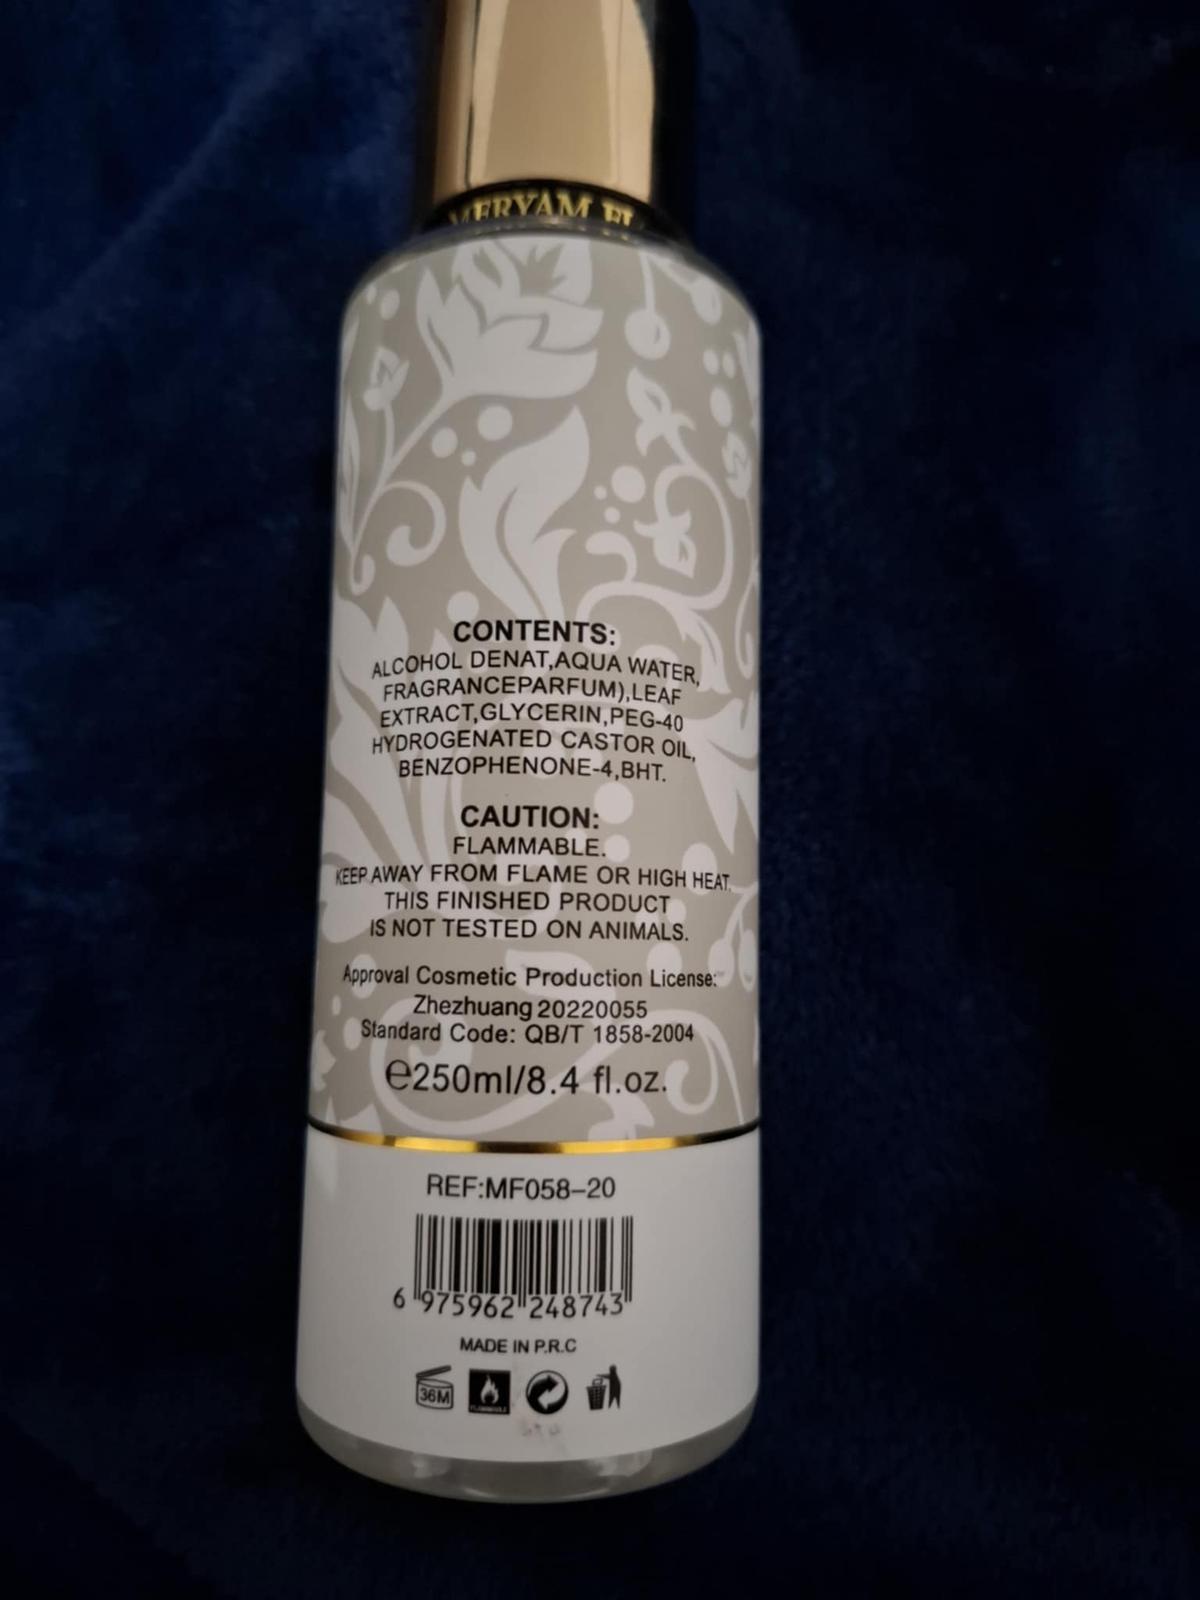 MERYAM
CONTENTS:
ALCOHOL DENAT,AQUA WATER,
FRAGRANCEPARFUM),LEAF
EXTRACT,GLYCERIN,PEG-40
HYDROGENATED CASTOR OIL,
BENZOPHENONE-4,BHT.
CAUTION:
FLAMMABLE.
KEEP AWAY FROM FLAME OR HIGH HEAT.
THIS FINISHED PRODUCT
IS NOT TESTED ON ANIMALS.
Approval Cosmetic Production License:
Zhezhuang 20220055
Standard Code: QB/T 1858-2004
℮250ml/8.4 fl.oz.
REF:MF058-20
6 975962 248743
MADE IN P.R.C
36M
FLAMMABLE